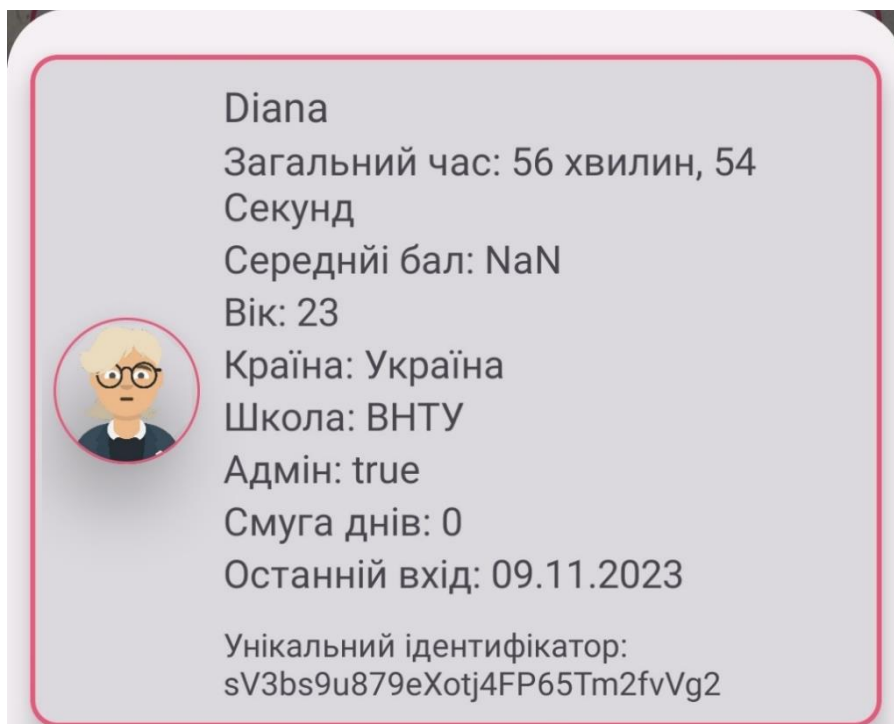 Diana
Загальний час: 56 хвилин, 54
Секунд
Середнйі бал: NaN
Вік: 23
Країна: Україна
Школа: ВНТУ
Адмін: true
Смуга днів: 0
Останній вхід: 09.11.2023
Унікальний ідентифікатор:
sV3bs9u879eXotj4FP65Tm2fvVg2